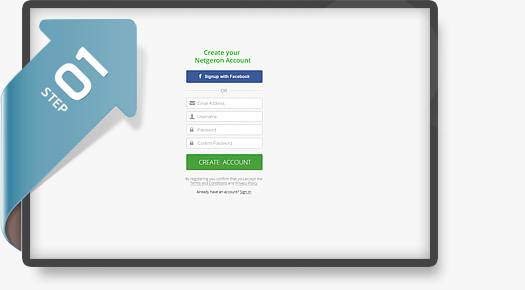 STEP 01
Create your
Netgeron Account
Signup with Facebook
OR
Email Address
Username
Password
Confirm Password
CREATE ACCOUNT
By registering you confirm that you accept the
Terms and Conditions and Privacy Policy
Already have an account? Sign in